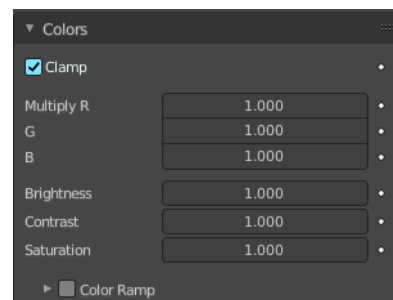 Colors
Clamp
Multiply R 1.000
G 1.000
B 1.000
Brightness 1.000
Contrast 1.000
Saturation 1.000
Color Ramp